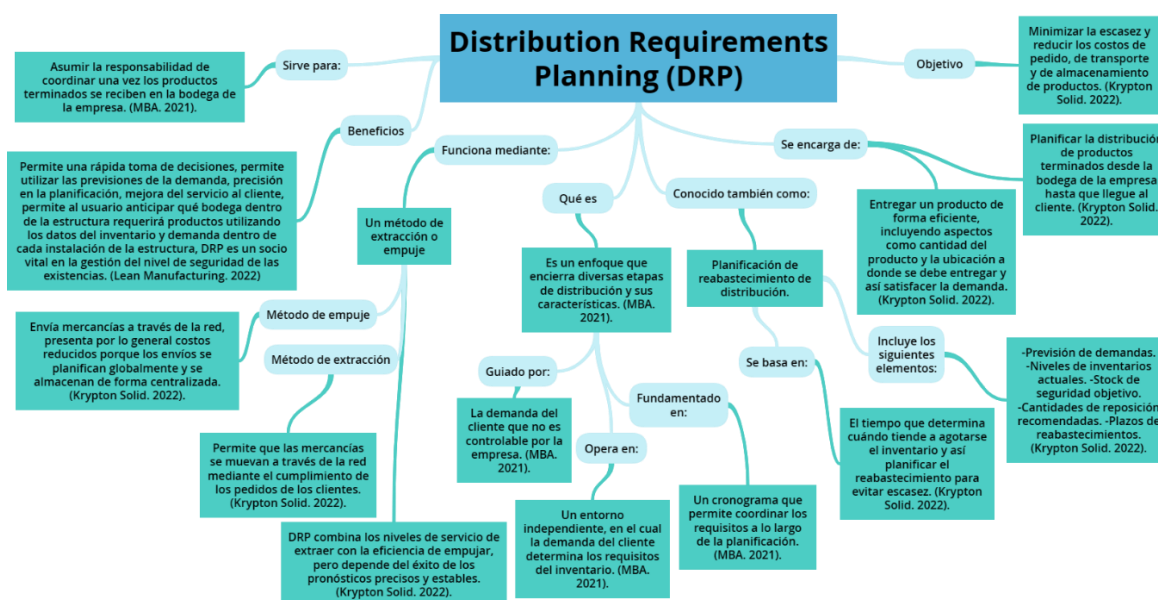 Distribution Requirements
Planning (DRP)
Sirve para:
Asumir la responsabilidad de
coordinar una vez los productos
terminados se reciben en la bodega de
la empresa. (MBA. 2021).
Beneficios
Permite una rápida toma de decisiones, permite
utilizar las previsiones de la demanda, precisión
en la planificación, mejora del servicio al cliente,
permite al usuario anticipar qué bodega dentro
de la estructura requerirá productos utilizando
los datos del inventario y demanda dentro de
cada instalación de la estructura, DRP es un socio
vital en la gestión del nivel de seguridad de las
existencias. (Lean Manufacturing. 2022)
Funciona mediante:
Un método de
extracción o
empuje
Método de empuje
Envía mercancías a través de la red,
presenta por lo general costos
reducidos porque los envíos se
planifican globalmente y se
almacenan de forma centralizada.
(Krypton Solid. 2022).
Método de extracción
Permite que las mercancías
se muevan a través de la red
mediante el cumplimiento de
los pedidos de los clientes.
(Krypton Solid. 2022).
DRP combina los niveles de servicio de
extraer con la eficiencia de empujar,
pero depende del éxito de los
pronósticos precisos y estables.
(Krypton Solid. 2022).
Qué es
Es un enfoque que
encierra diversas etapas
de distribución y sus
características. (MBA.
2021).
Guiado por:
La demanda del
cliente que no es
controlable por la
empresa. (MBA.
2021).
Opera en:
Un entorno
independiente, en el cual
la demanda del cliente
determina los requisitos
del inventario. (MBA.
2021).
Fundamentado
en:
Un cronograma que
permite coordinar los
requisitos a lo largo
de la planificación.
(MBA. 2021).
Conocido también como:
Planificación de
reabastecimiento de
distribución.
Se basa en:
El tiempo que determina
cuándo tiende a agotarse
el inventario y así
planificar el
reabastecimiento para
evitar escasez. (Krypton
Solid. 2022).
Incluye los
siguientes
elementos:
-Previsión de demandas.
-Niveles de inventarios
actuales. -Stock de
seguridad objetivo.
-Cantidades de reposición
recomendadas. -Plazos de
reabastecimientos.
(Krypton Solid. 2022).
Se encarga de:
Entregar un producto de
forma eficiente,
incluyendo aspectos
como cantidad del
producto y la ubicación a
donde se debe entregar y
así satisfacer la demanda.
(Krypton Solid. 2022).
Planificar la distribución
de productos
terminados desde la
bodega de la empresa
hasta que llegue al
cliente. (Krypton Solid.
2022).
Objetivo
Minimizar la escasez y
reducir los costos de
pedido, de transporte
y de almacenamiento
de productos. (Krypton
Solid. 2022).